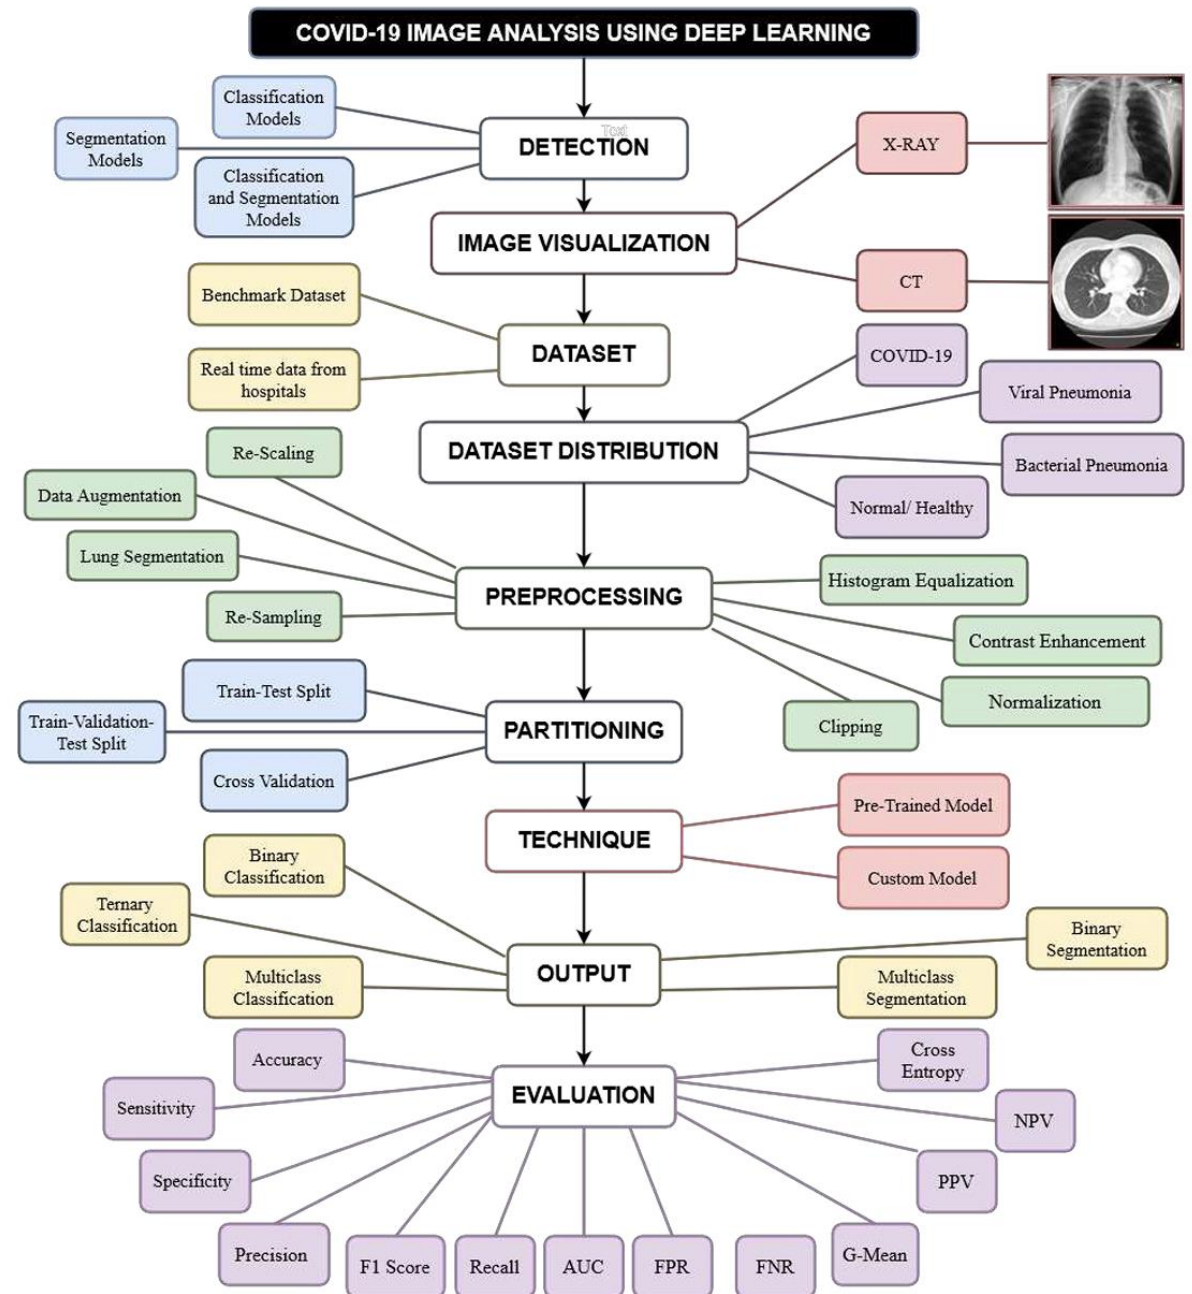 COVID-19 IMAGE ANALYSIS USING DEEP LEARNING
Classification
Models
Segmentation
Models
Classification
and Segmentation
Models
Text
DETECTION
X-RAY
IMAGE VISUALIZATION
CT
Benchmark Dataset
Real time data from
hospitals
DATASET
COVID-19
Viral Pneumonia
DATASET DISTRIBUTION
Bacterial Pneumonia
Normal/ Healthy
Re-Scaling
Data Augmentation
Lung Segmentation
Re-Sampling
PREPROCESSING
Histogram Equalization
Contrast Enhancement
Normalization
Clipping
Train-Test Split
Train-Validation-
Test Split
Cross Validation
PARTITIONING
TECHNIQUE
Pre-Trained Model
Custom Model
Binary
Classification
Ternary
Classification
Multiclass
Classification
OUTPUT
Binary
Segmentation
Multiclass
Segmentation
Accuracy
Sensitivity
Specificity
Precision
EVALUATION
Cross
Entropy
NPV
PPV
F1 Score
Recall
AUC
FPR
FNR
G-Mean